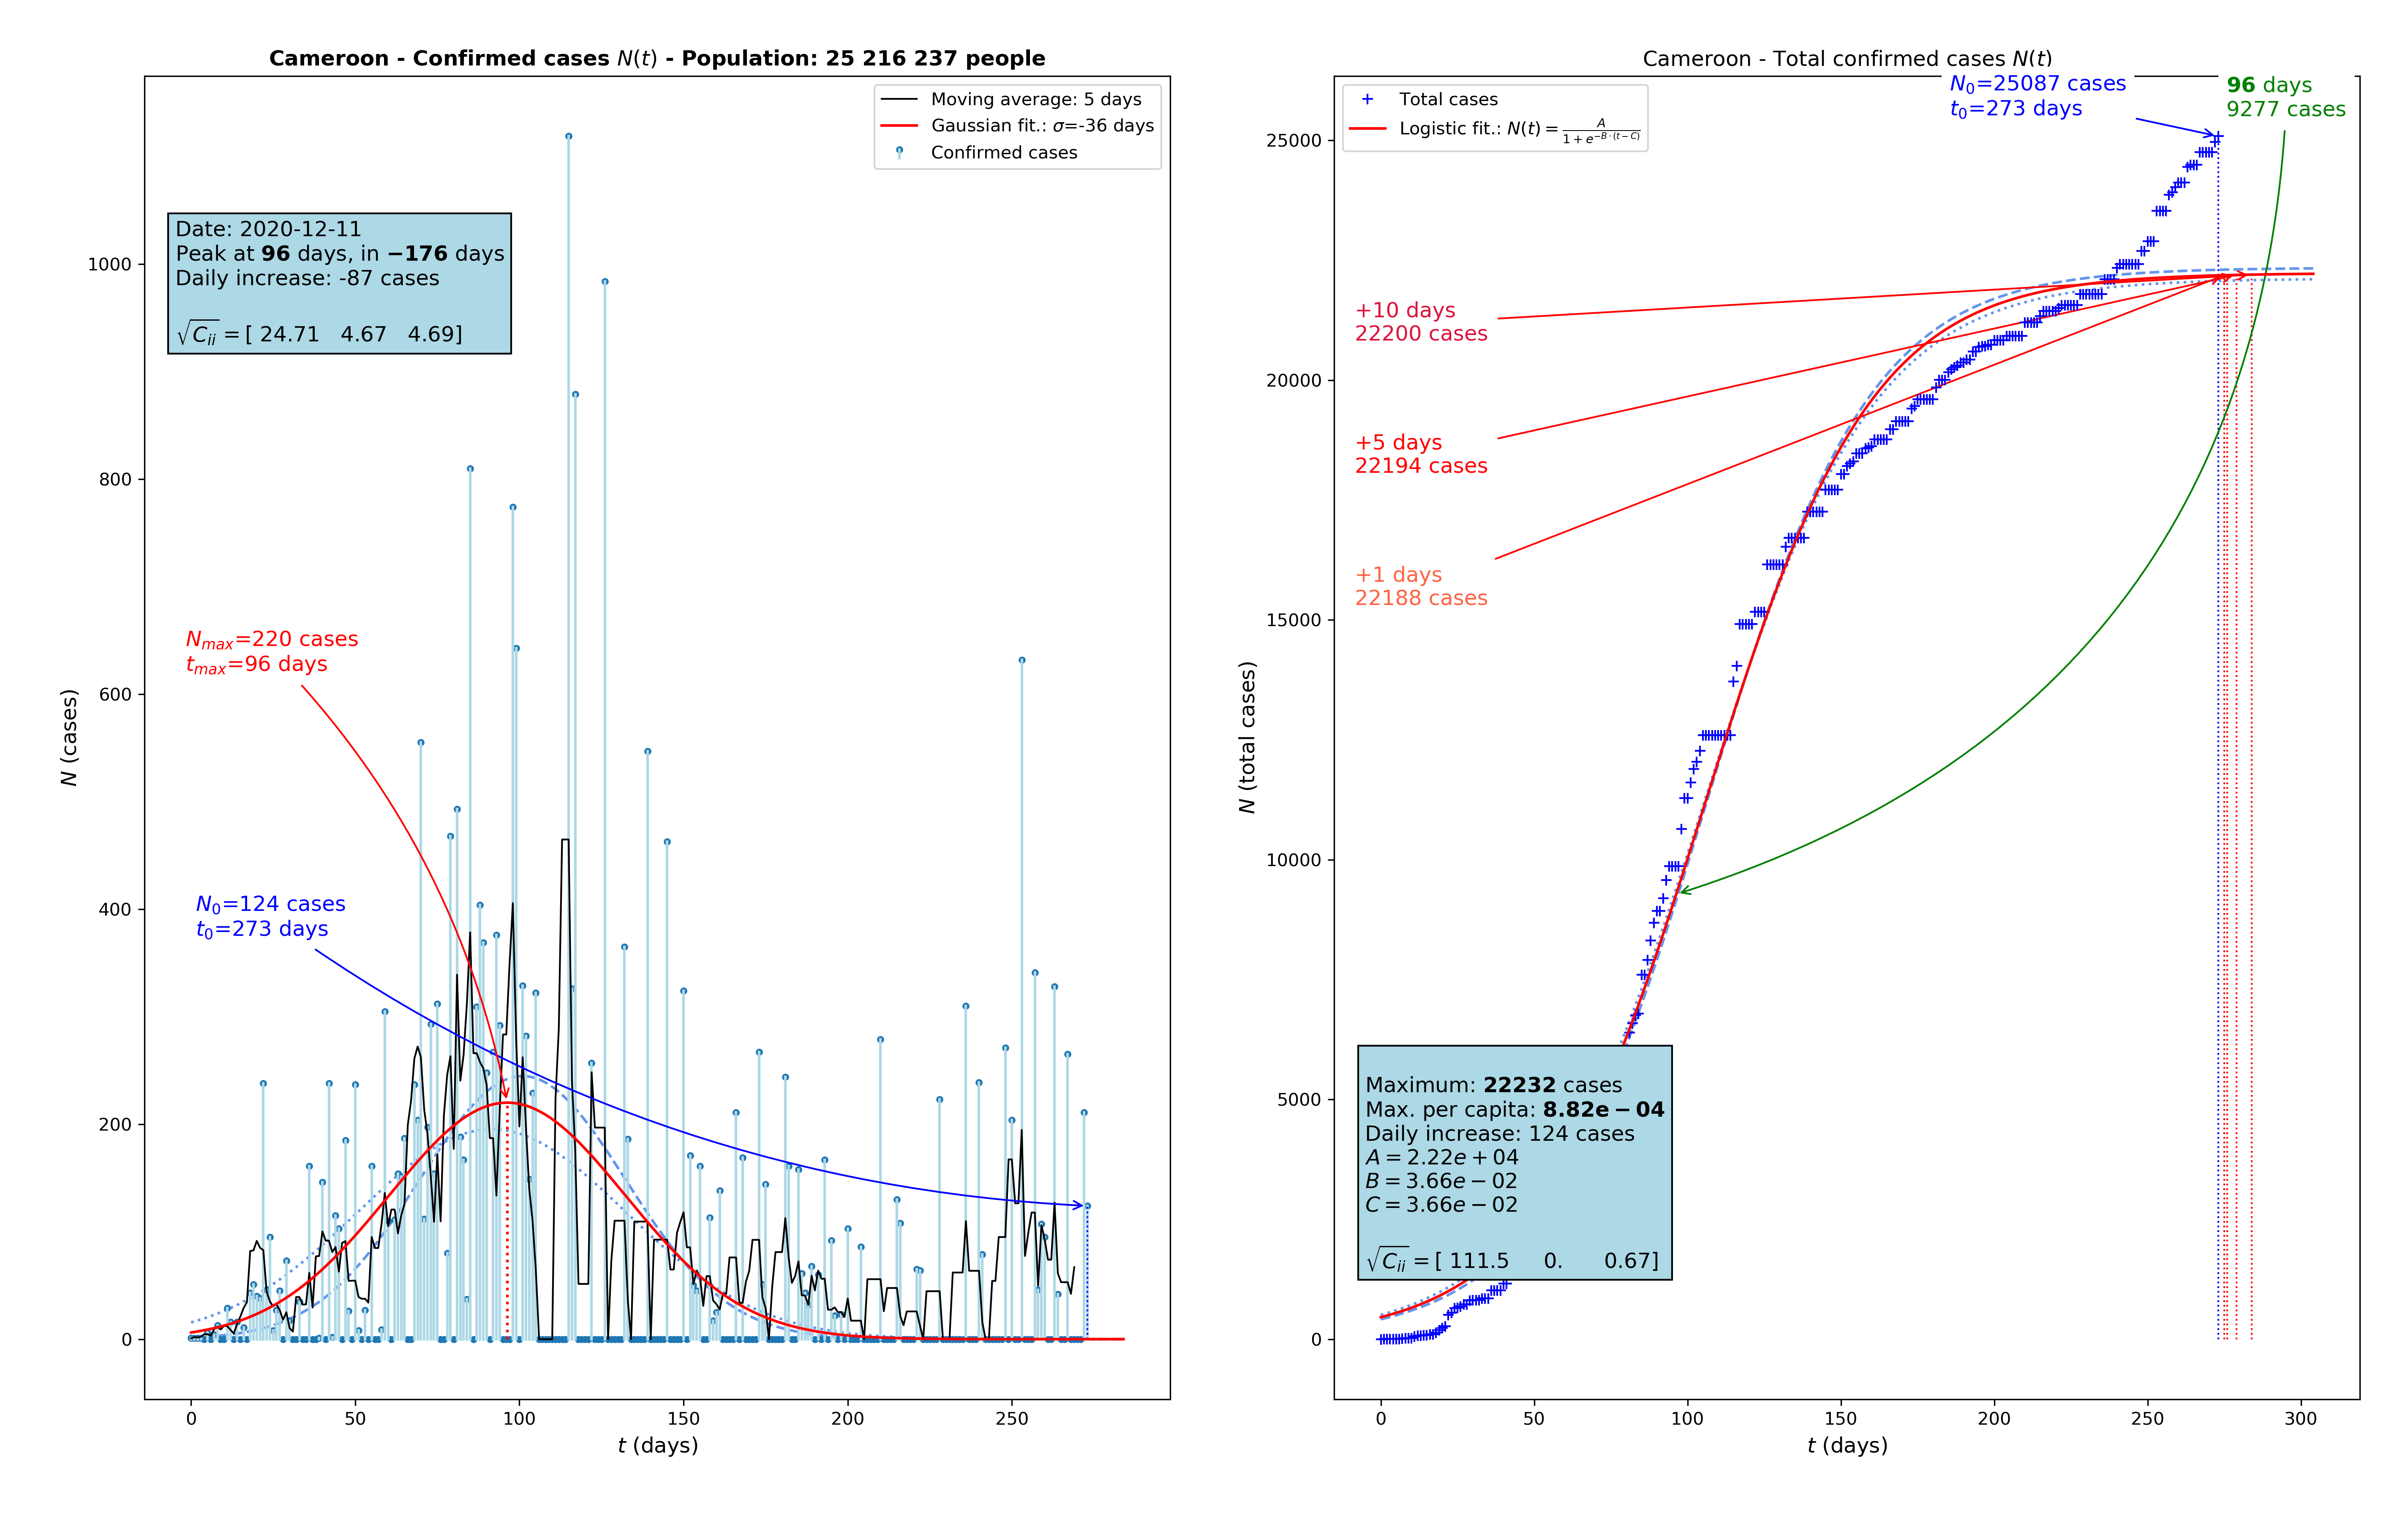 Cameroon - Confirmed cases N(t) - Population: 25 216 237 people
Moving average: 5 days
Gaussian fit.: σ=-36 days
Confirmed cases
Date: 2020-12-11
Peak at 96 days, in −176 days
Daily increase: -87 cases
√Cii = [ 24.71 4.67 4.69]
Nmax=220 cases
tmax=96 days
N0=124 cases
t0=273 days
N (cases)
1000
800
600
400
200
0
0 50 100 150 200 250
t (days)
Cameroon - Total confirmed cases N(t)
Total cases
Logistic fit.: N(t) = A / (1 + e^−B·(t−C))
N0=25087 cases
t0=273 days
96 days
9277 cases
+10 days
22200 cases
+5 days
22194 cases
+1 days
22188 cases
Maximum: 22232 cases
Max. per capita: 8.82e − 04
Daily increase: 124 cases
A = 2.22e + 04
B = 3.66e − 02
C = 3.66e − 02
√Cii = [ 111.5 0. 0.67]
N (total cases)
25000
20000
15000
10000
5000
0
0 50 100 150 200 250 300
t (days)